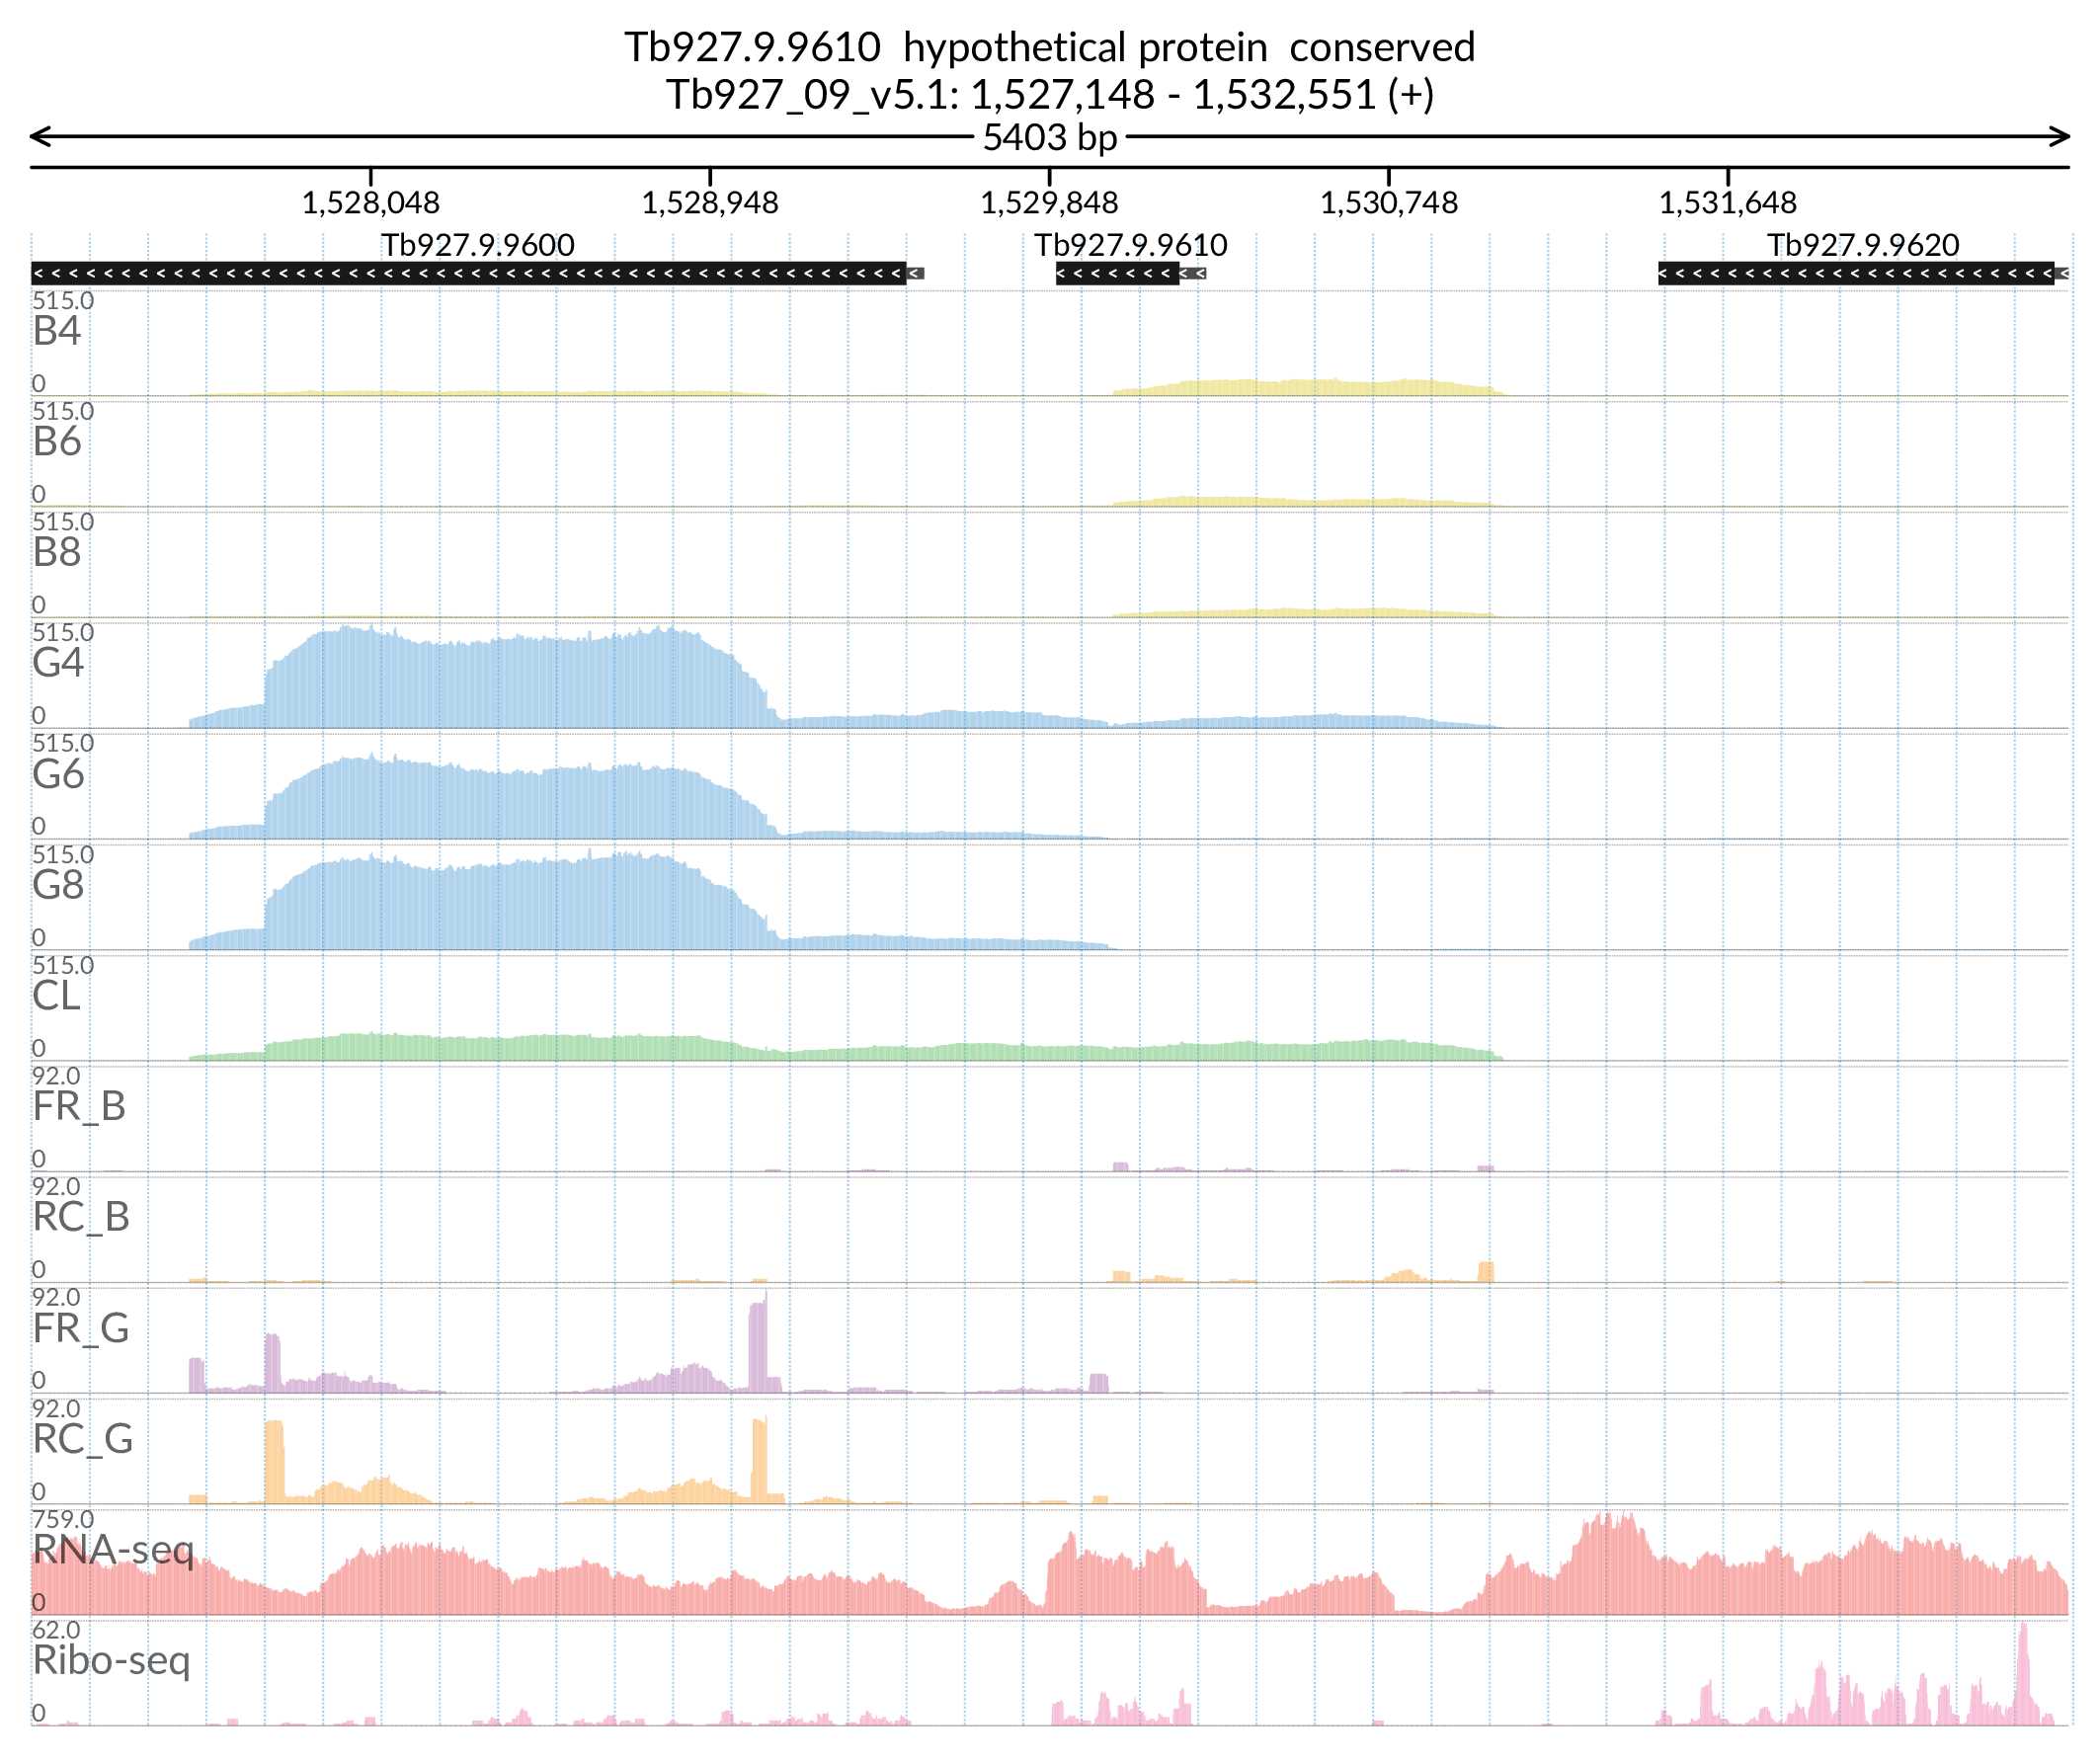 Tb927.9.9610  hypothetical protein  conserved
Tb927_09_v5.1: 1,527,148 - 1,532,551 (+)
5403 bp
1,528,048 1,528,948 1,529,848 1,530,748 1,531,648
Tb927.9.9600 Tb927.9.9610 Tb927.9.9620
515.0
B4
0
515.0
B6
0
515.0
B8
0
515.0
G4
0
515.0
G6
0
515.0
G8
0
515.0
CL
0
92.0
FR_B
0
92.0
RC_B
0
92.0
FR_G
0
92.0
RC_G
0
759.0
RNA-seq
0
62.0
Ribo-seq
0